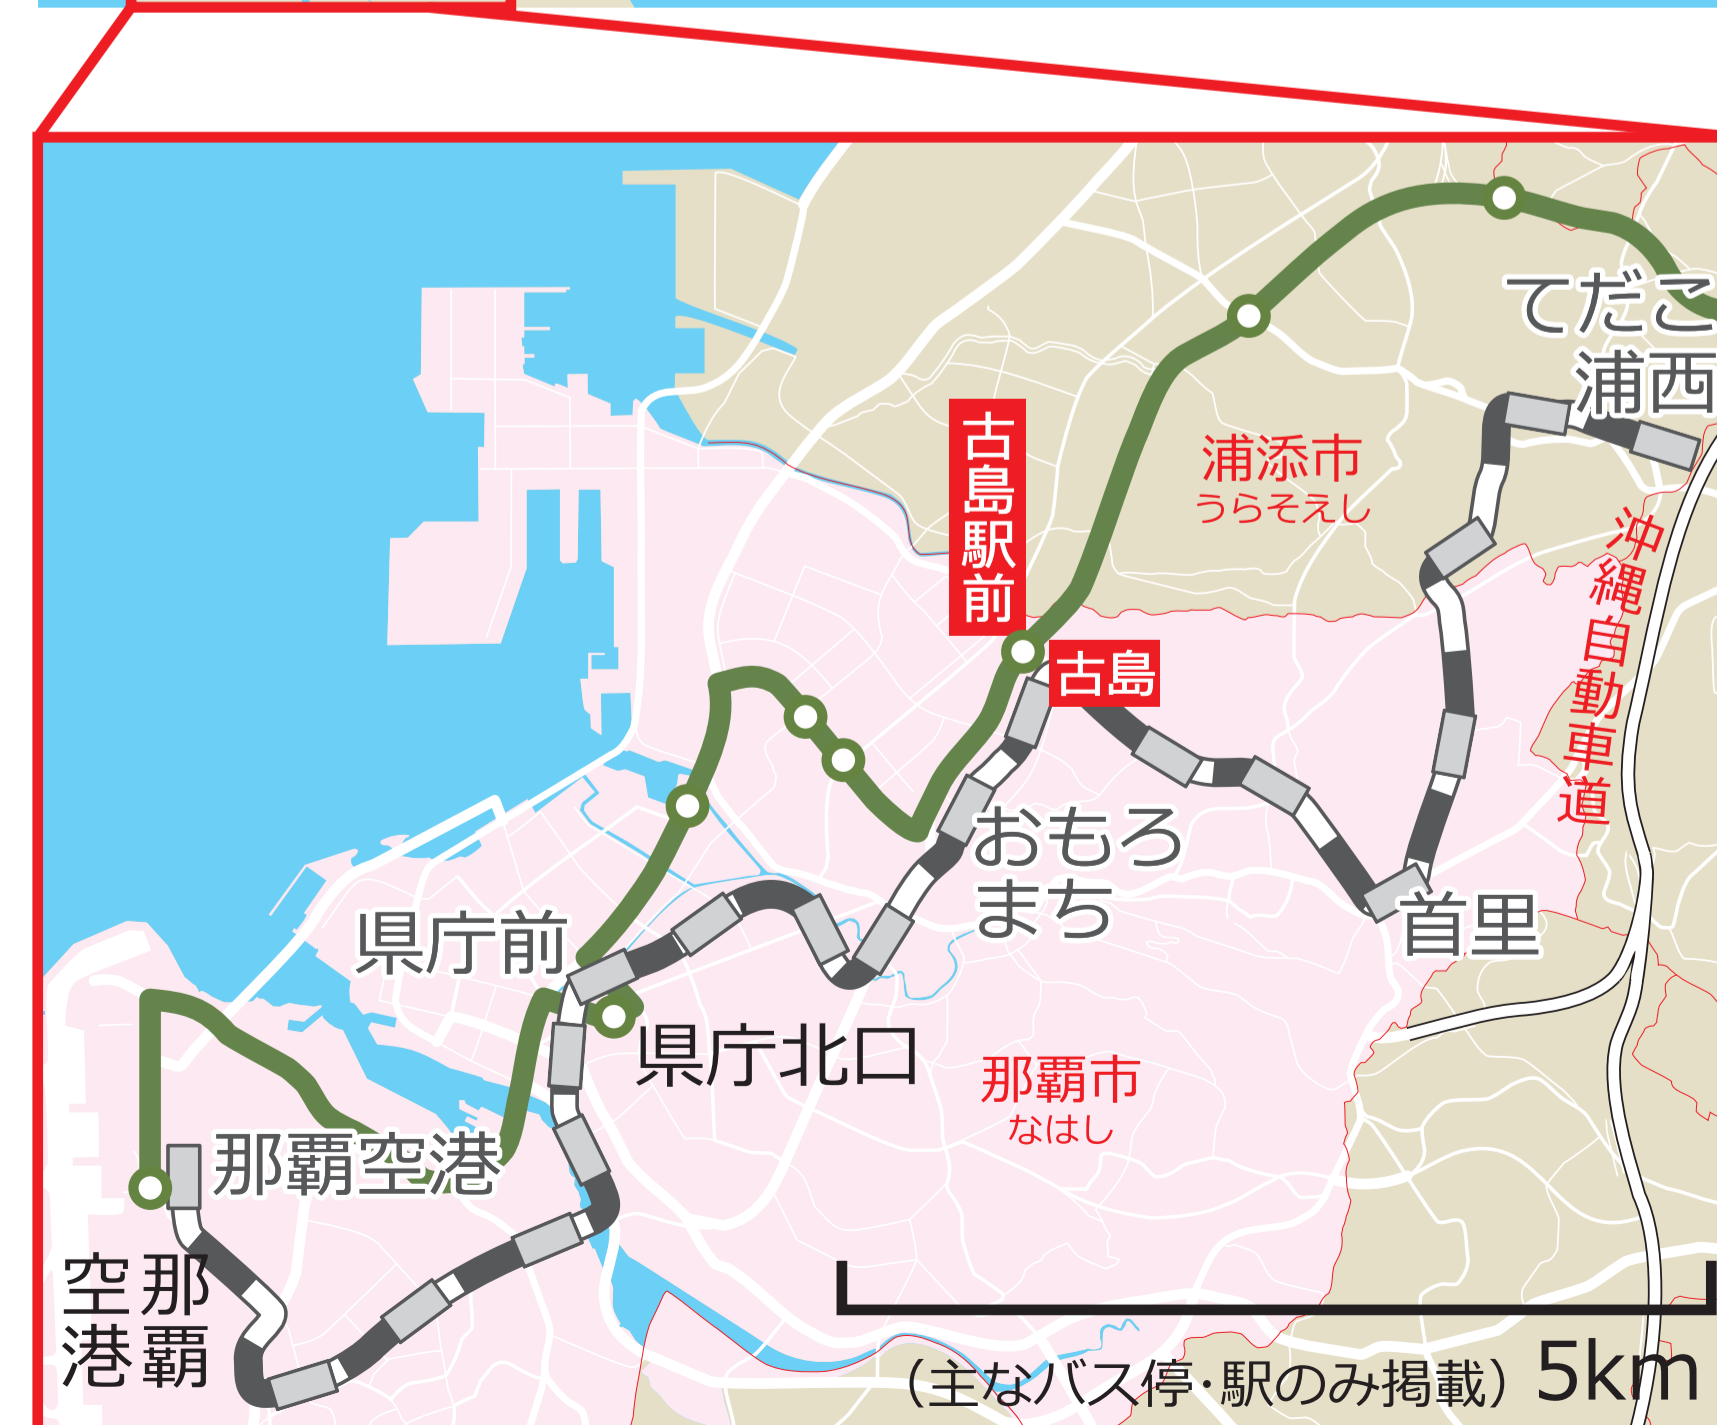 てだこ
浦西
古島駅前
浦添市
うらそえし
沖縄自動車道
古島
おもろ
まち
県庁前
首里
県庁北口
那覇市
なはし
那覇空港
那覇
空港
（主なバス停・駅のみ掲載）
5km